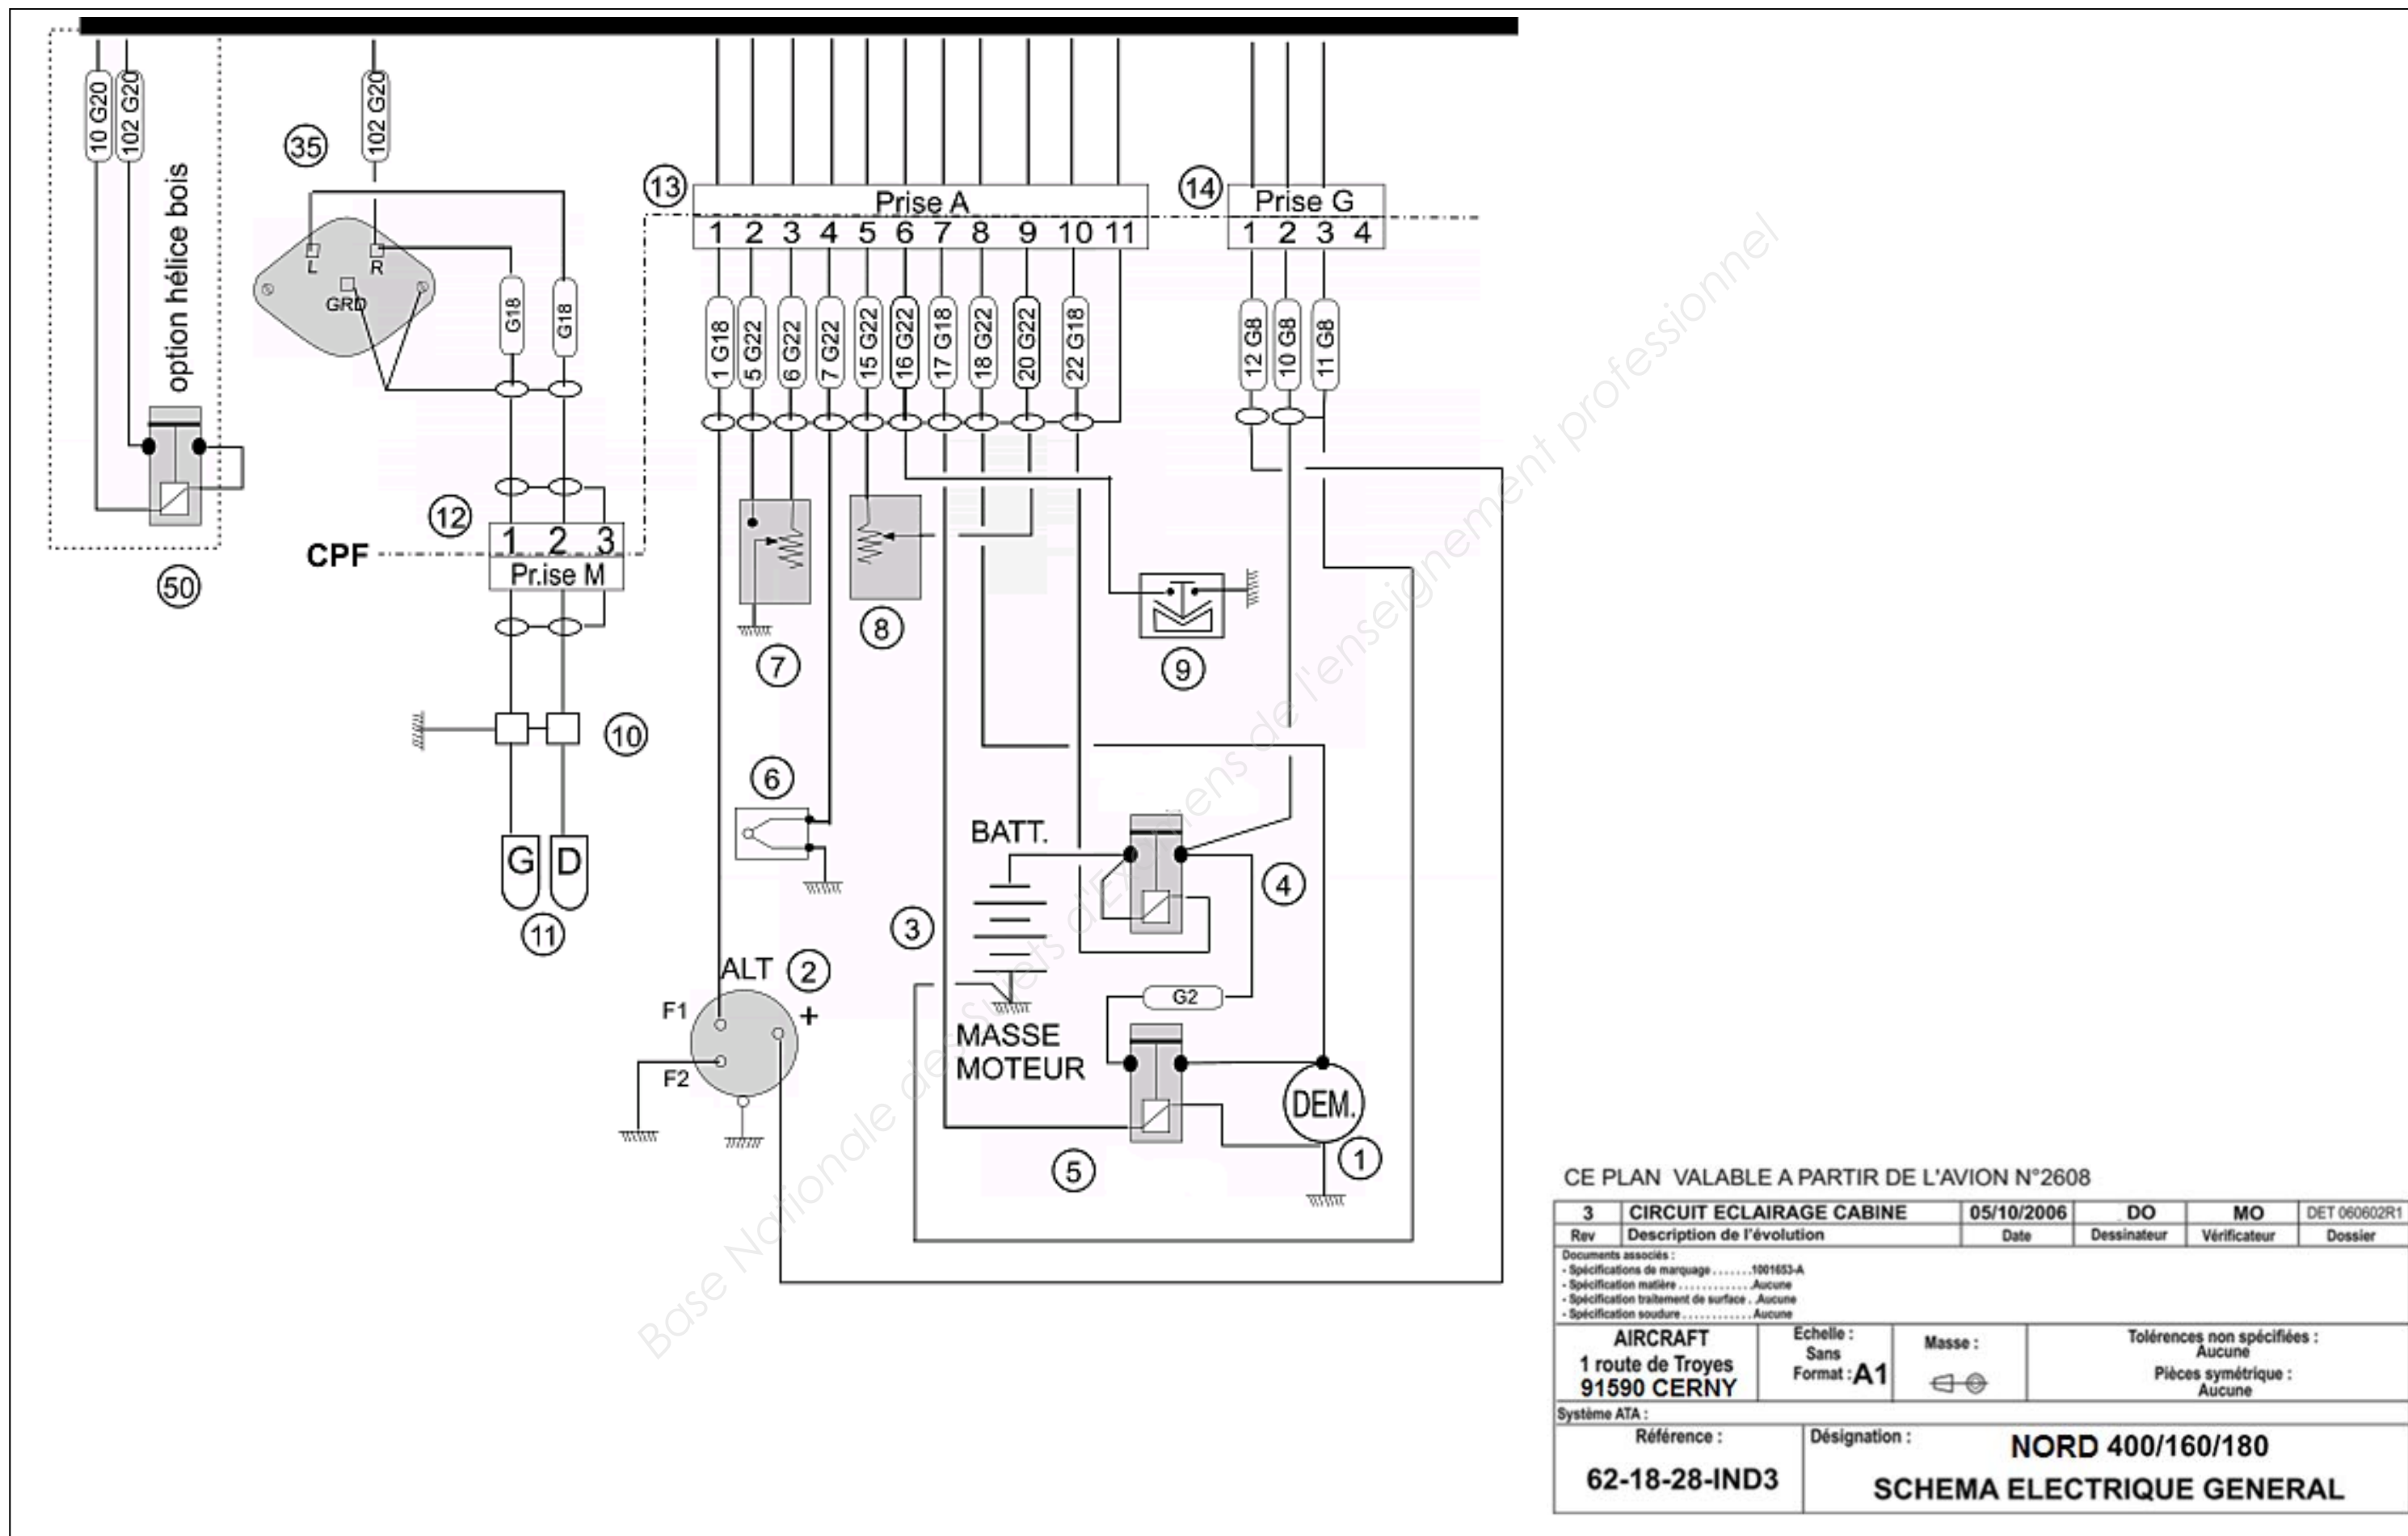 10 G20
102 G20
option hélice bois
50
35
102 G20
L
R
GRD
G18
G18
12
1 2 3
CPF
Pr.ise M
10
G D
11
13
Prise A
1 2 3 4 5 6 7 8 9 10 11
1 G18
5 G22
6 G22
7 G22
15 G22
16 G22
17 G18
18 G22
20 G22
22 G18
14
Prise G
1 2 3 4
12 G8
10 G8
11 G8
7
8
9
6
BATT.
3
4
ALT 2
F1
+
F2
G2
MASSE
MOTEUR
DEM.
5
1
Base Nationale des Sujets d'Examens de l'enseignement professionnel
CE PLAN VALABLE A PARTIR DE L'AVION N°2608
3 CIRCUIT ECLAIRAGE CABINE 05/10/2006 DO MO DET 060602R1
Rev Description de l'évolution Date Dessinateur Vérificateur Dossier
Documents associés :
- Spécifications de marquage . . . . . . .1001653-A
- Spécification matière . . . . . . . . . . . .Aucune
- Spécification traitement de surface . .Aucune
- Spécification soudure . . . . . . . . . . . . Aucune
AIRCRAFT
1 route de Troyes
91590 CERNY
Echelle :
Sans
Format : A1
Masse :
Tolérences non spécifiées :
Aucune
Pièces symétrique :
Aucune
Système ATA :
Référence :
62-18-28-IND3
Désignation :
NORD 400/160/180
SCHEMA ELECTRIQUE GENERAL